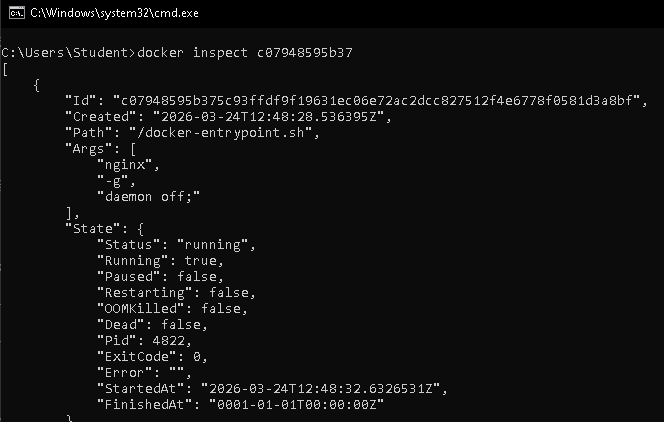 C:\Windows\system32\cmd.exe
C:\Users\Student>docker inspect c07948595b37
[
    {
        "Id": "c07948595b375c93ffdf9f19631ec06e72ac2dcc827512f4e6778f0581d3a8bf",
        "Created": "2026-03-24T12:48:28.536395Z",
        "Path": "/docker-entrypoint.sh",
        "Args": [
            "nginx",
            "-g",
            "daemon off;"
        ],
        "State": {
            "Status": "running",
            "Running": true,
            "Paused": false,
            "Restarting": false,
            "OOMKilled": false,
            "Dead": false,
            "Pid": 4822,
            "ExitCode": 0,
            "Error": "",
            "StartedAt": "2026-03-24T12:48:32.6326531Z",
            "FinishedAt": "0001-01-01T00:00:00Z"
        }